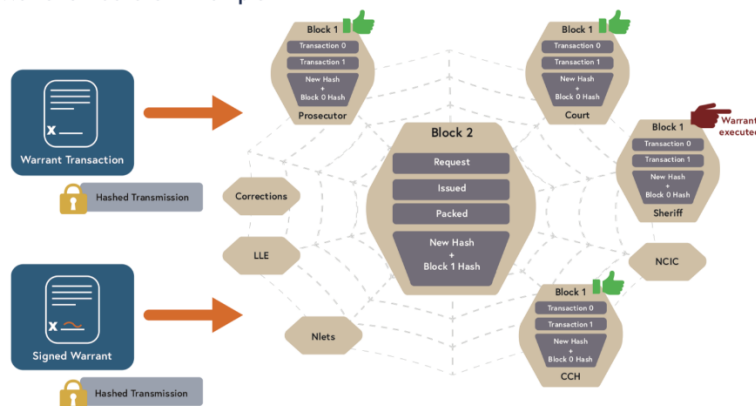 Block 1
Transaction 0
Transaction 1
New Hash
+
Block 0 Hash
Prosecutor
Block 1
Transaction 0
Transaction 1
New Hash
+
Block 0 Hash
Court
X
Warrant Transaction
Hashed Transmission
Block 2
Request
Issued
Packed
New Hash
+
Block 1 Hash
Block 1
Transaction 0
Transaction 1
New Hash
+
Block 0 Hash
Sheriff
Warrant
executed
Corrections
LLE
Nlets
NCIC
Block 1
Transaction 0
Transaction 1
New Hash
+
Block 0 Hash
CCH
X
Signed Warrant
Hashed Transmission